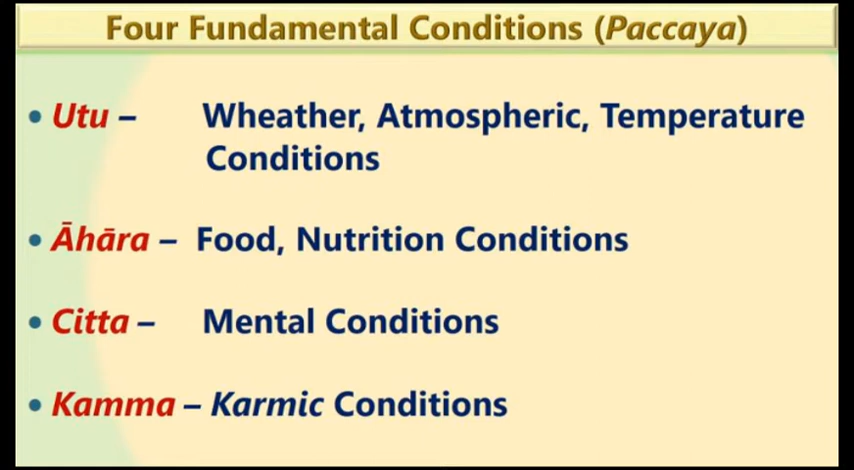 Four Fundamental Conditions (Paccaya)
• Utu – Wheather, Atmospheric, Temperature
Conditions
• Āhāra – Food, Nutrition Conditions
• Citta – Mental Conditions
• Kamma – Karmic Conditions